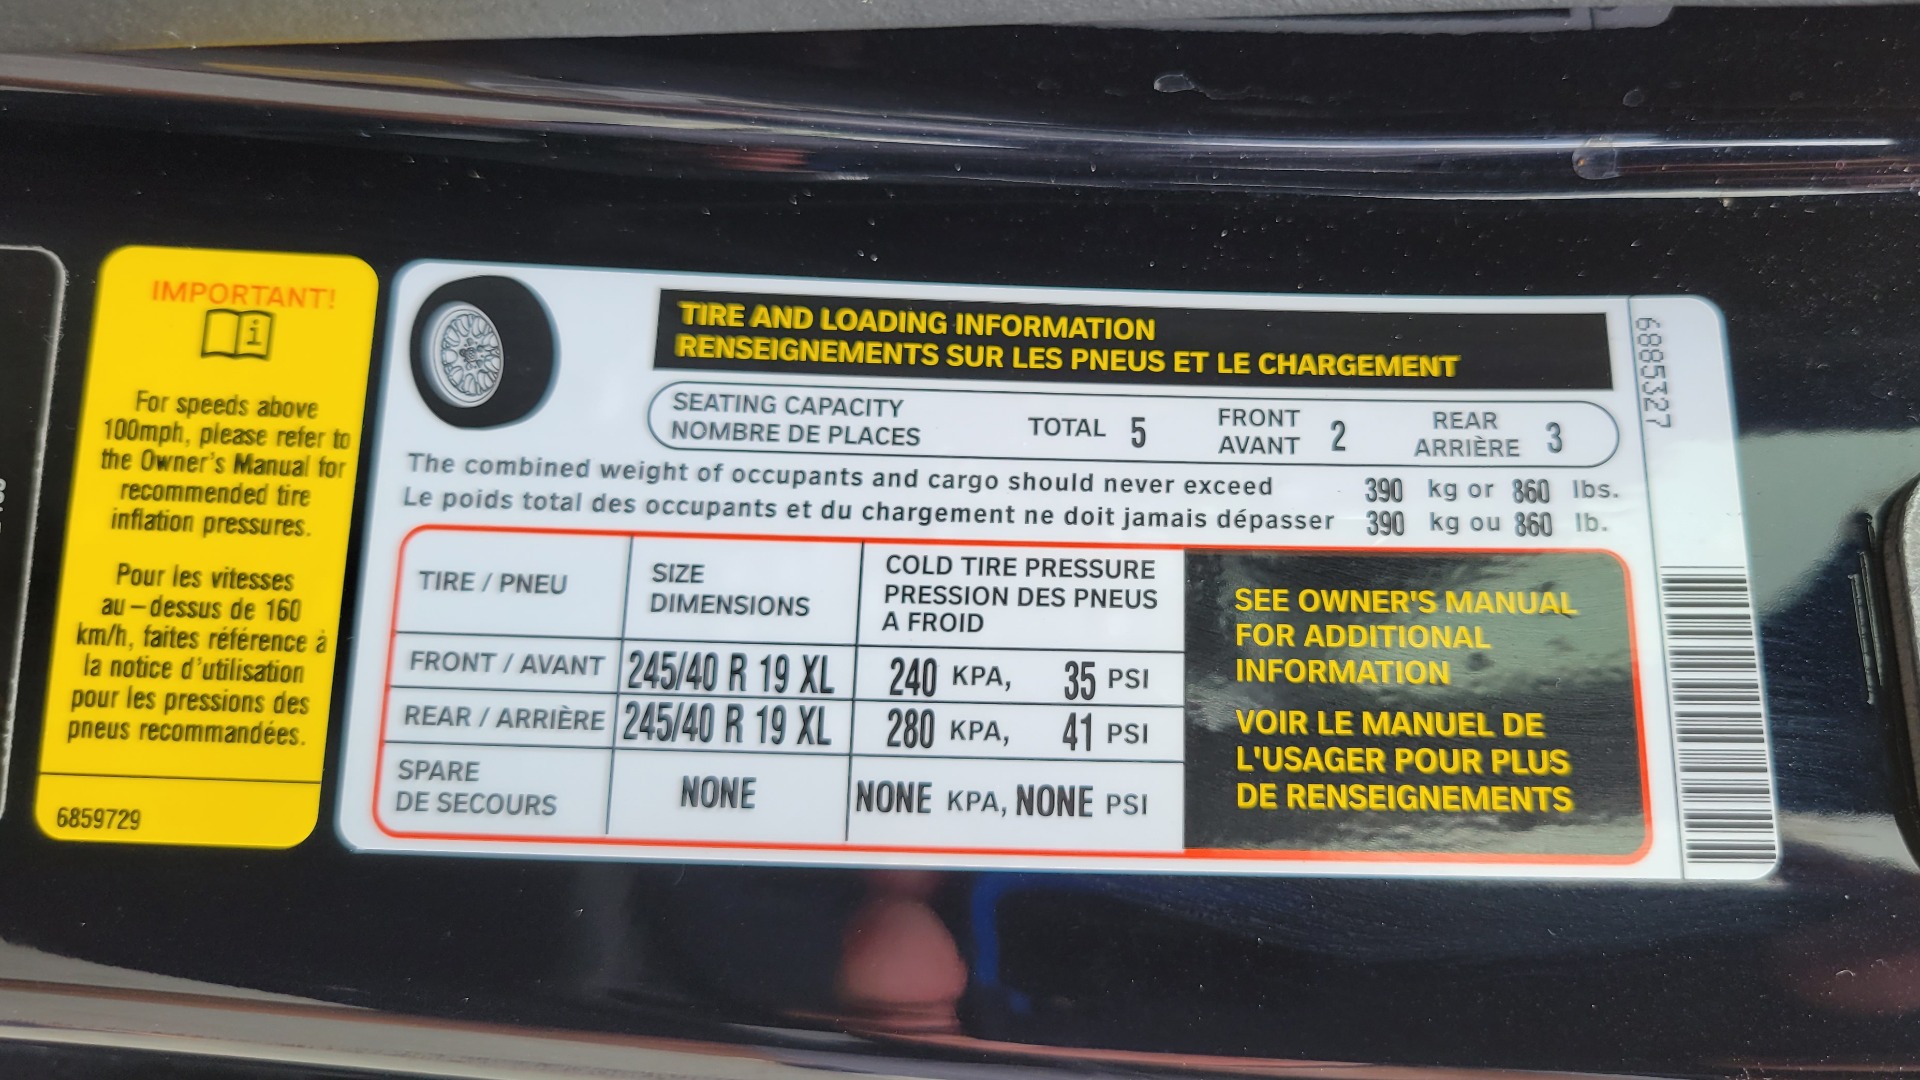 IMPORTANT!
i
For speeds above
100mph, please refer to
the Owner's Manual for
recommended tire
inflation pressures.
Pour les vitesses
au – dessus de 160
km/h, faites référence à
la notice d'utilisation
pour les pressions des
pneus recommandées.
6859729
TIRE AND LOADING INFORMATION
RENSEIGNEMENTS SUR LES PNEUS ET LE CHARGEMENT
SEATING CAPACITY
NOMBRE DE PLACES
TOTAL 5
FRONT
AVANT 2
REAR
ARRIÈRE 3
The combined weight of occupants and cargo should never exceed 390 kg or 860 lbs.
Le poids total des occupants et du chargement ne doit jamais dépasser 390 kg ou 860 lb.
TIRE / PNEU
SIZE
DIMENSIONS
COLD TIRE PRESSURE
PRESSION DES PNEUS
A FROID
FRONT / AVANT 245/40 R 19 XL 240 KPA, 35 PSI
REAR / ARRIÈRE 245/40 R 19 XL 280 KPA, 41 PSI
SPARE
DE SECOURS
NONE NONE KPA, NONE PSI
SEE OWNER'S MANUAL
FOR ADDITIONAL
INFORMATION
VOIR LE MANUEL DE
L'USAGER POUR PLUS
DE RENSEIGNEMENTS
6885327